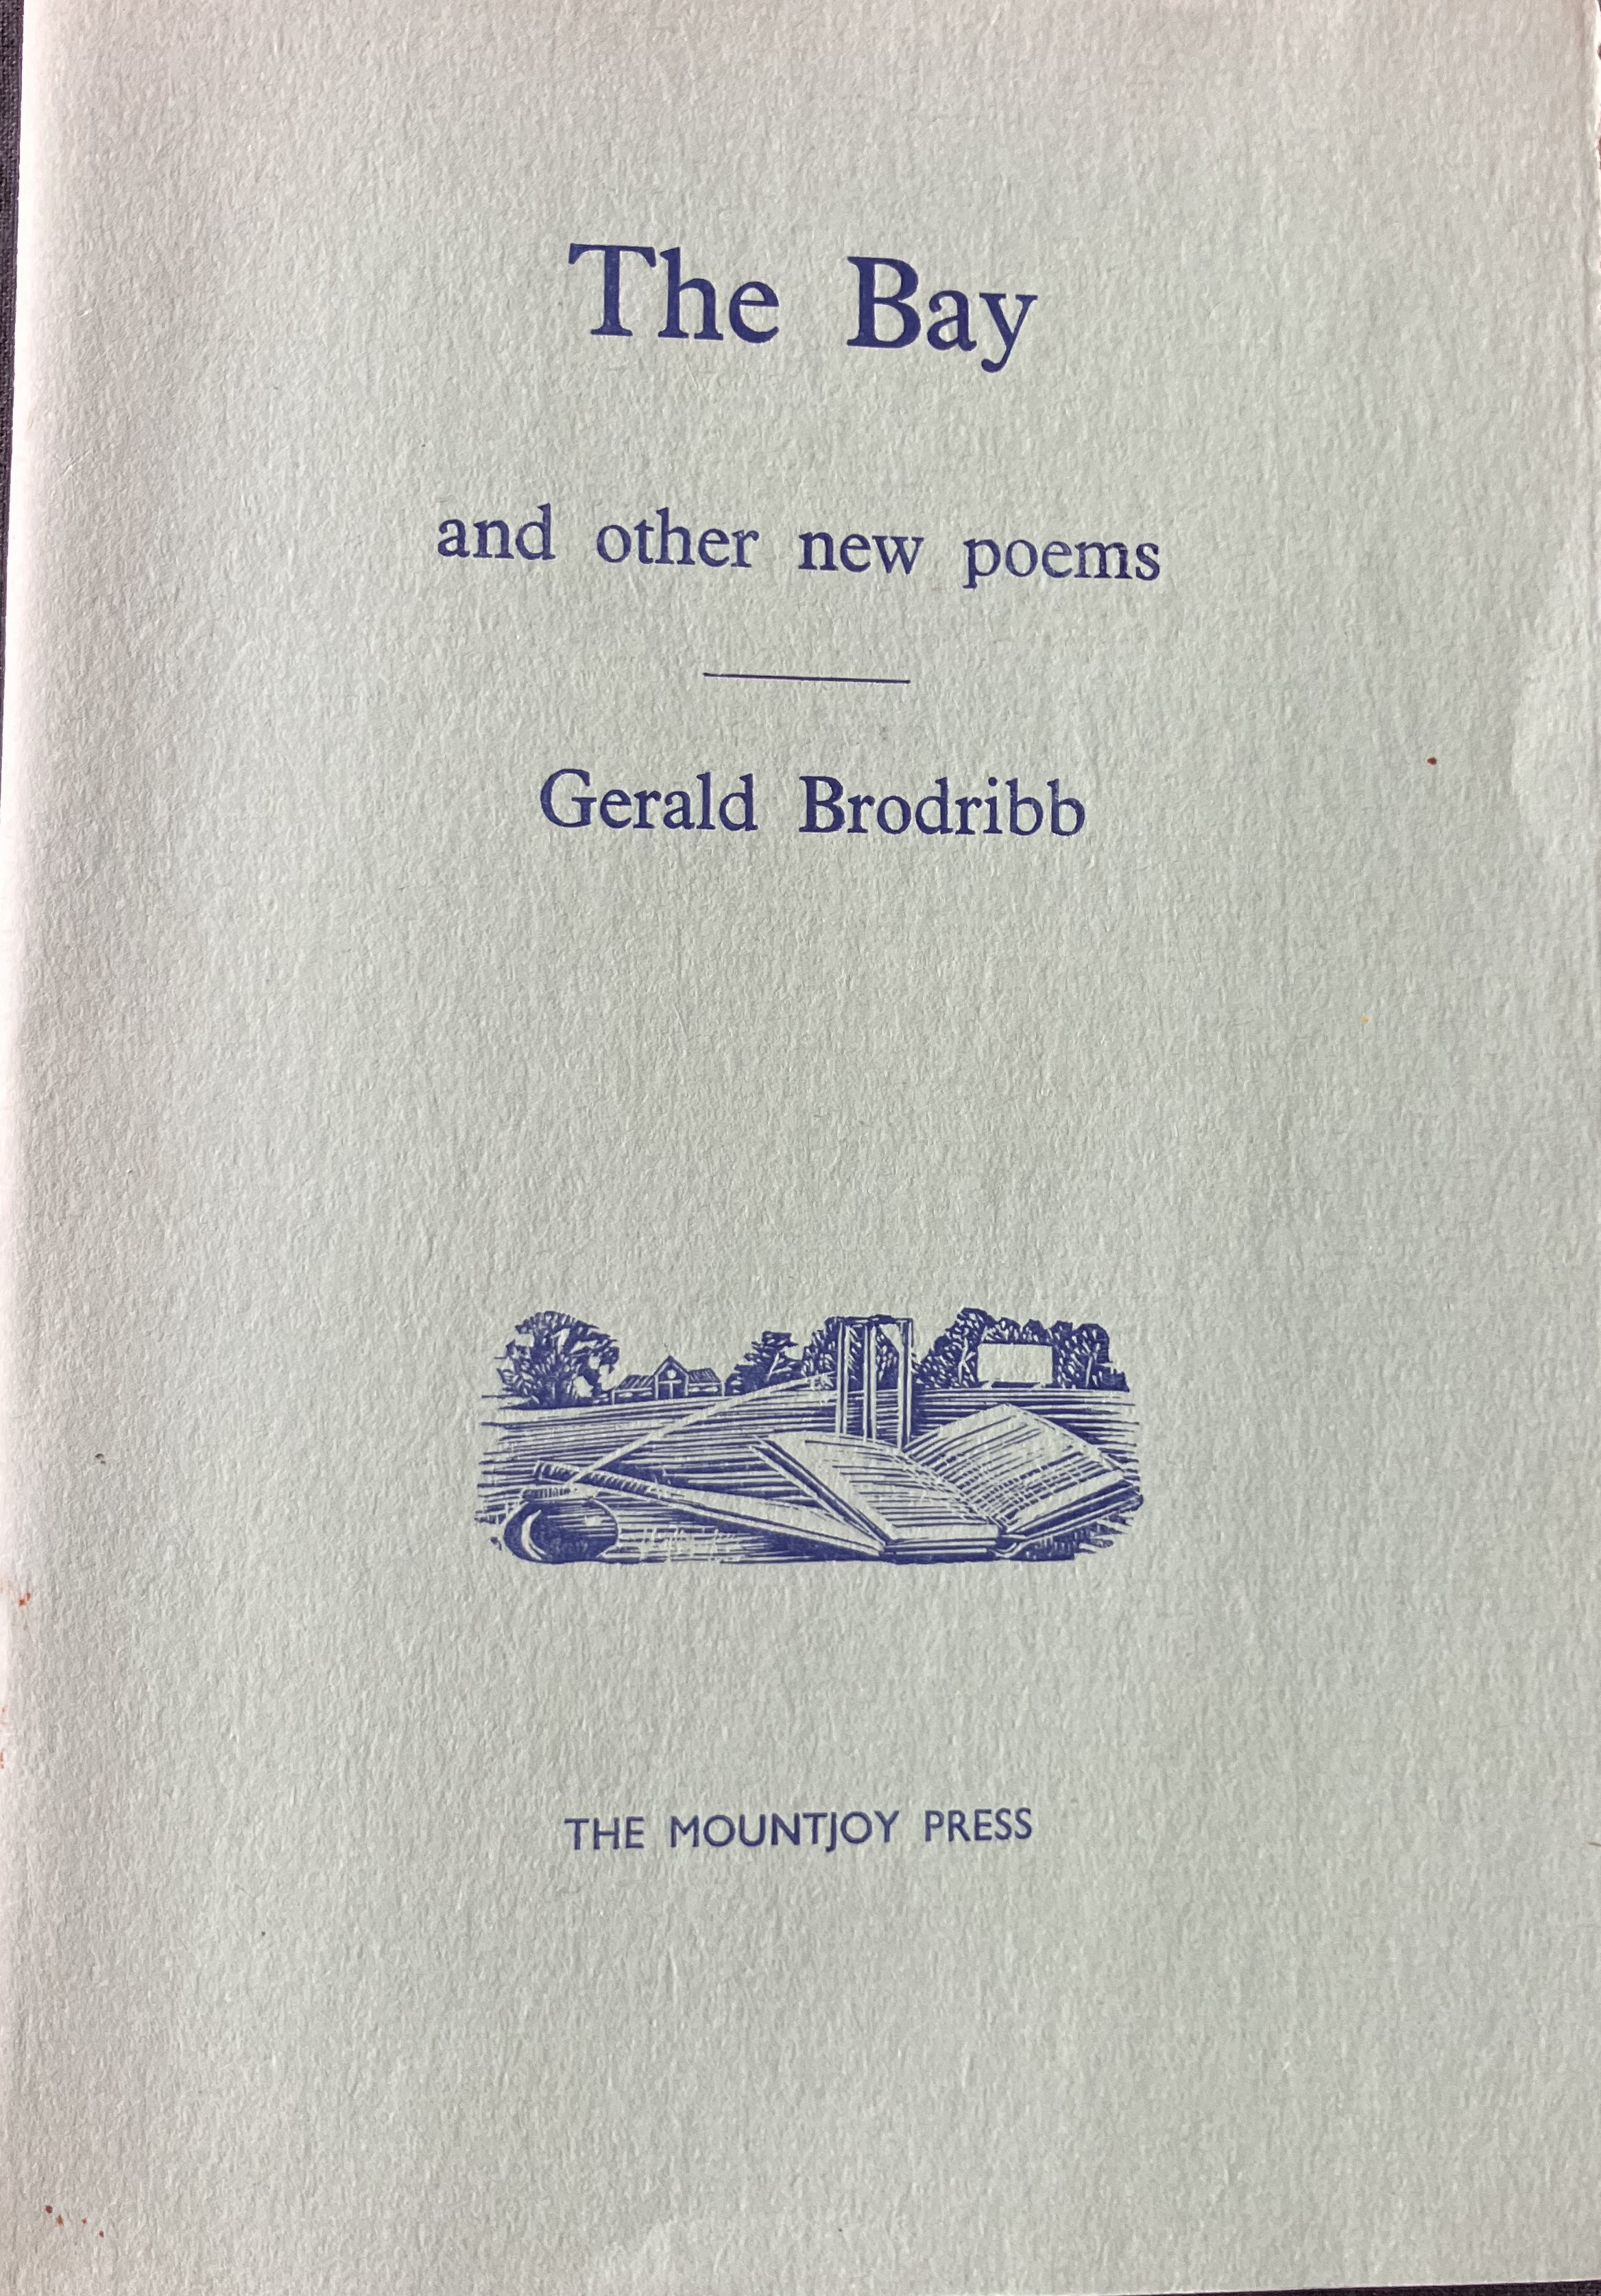 The Bay
and other new poems
Gerald Brodribb
THE MOUNTJOY PRESS